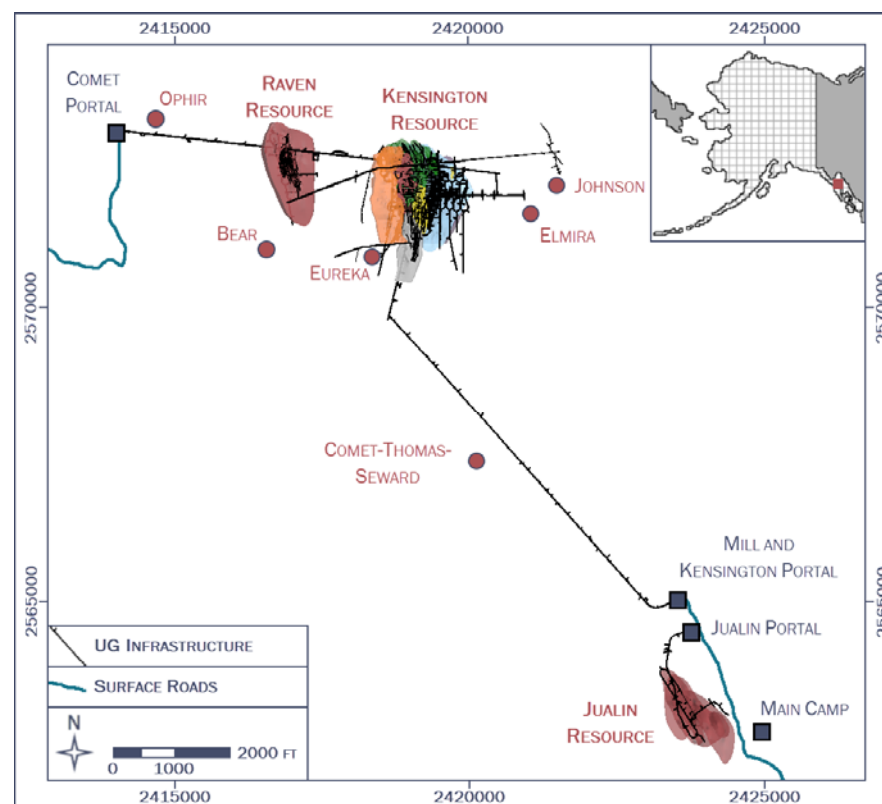 2415000
2420000
2425000
COMET
PORTAL
OPHIR
RAVEN
RESOURCE
KENSINGTON
RESOURCE
JOHNSON
ELMIRA
BEAR
EUREKA
2570000
2570000
COMET-THOMAS-
SEWARD
MILL AND
KENSINGTON PORTAL
2565000
2565000
JUALIN PORTAL
UG INFRASTRUCTURE
SURFACE ROADS
JUALIN
RESOURCE
MAIN CAMP
N
2000 FT
0
1000
2415000
2420000
2425000